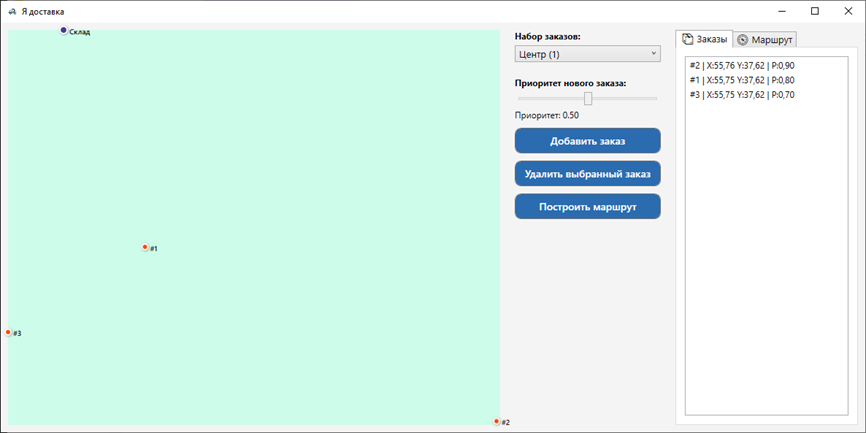 Я доставка
Склад
#1
#3
#2
Набор заказов:
Центр (1)
Приоритет нового заказа:
Приоритет: 0.50
Добавить заказ
Удалить выбранный заказ
Построить маршрут
Заказы
Маршрут
#2 | X:55,76 Y:37,62 | P:0,90
#1 | X:55,75 Y:37,62 | P:0,80
#3 | X:55,75 Y:37,62 | P:0,70